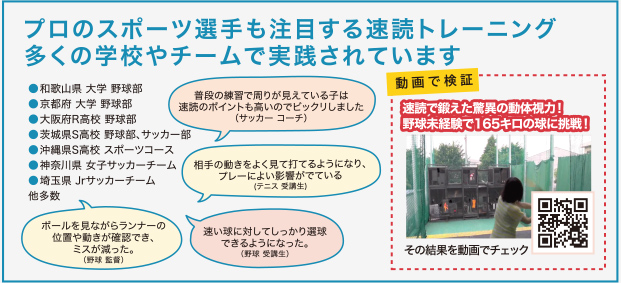 プロのスポーツ選手も注目する速読トレーニング
多くの学校やチームで実践されています
●和歌山県 大学 野球部
●京都府 大学 野球部
●大阪府R高校 野球部
●茨城県S高校 野球部、サッカー部
●沖縄県S高校 スポーツコース
●神奈川県 女子サッカーチーム
●埼玉県 Jrサッカーチーム
他多数
普段の練習で周りが見えている子は
速読のポイントも高いのでビックリしました
(サッカー コーチ)
相手の動きをよく見て打てるようになり、
プレーによい影響がでている
(テニス 受講生)
ボールを見ながらランナーの
位置や動きが確認でき、
ミスが減った。
(野球 監督)
速い球に対してしっかり選球
できるようになった。
(野球 受講生)
動画で検証
速読で鍛えた驚異の動体視力!
野球未経験で165キロの球に挑戦!
その結果を動画でチェック